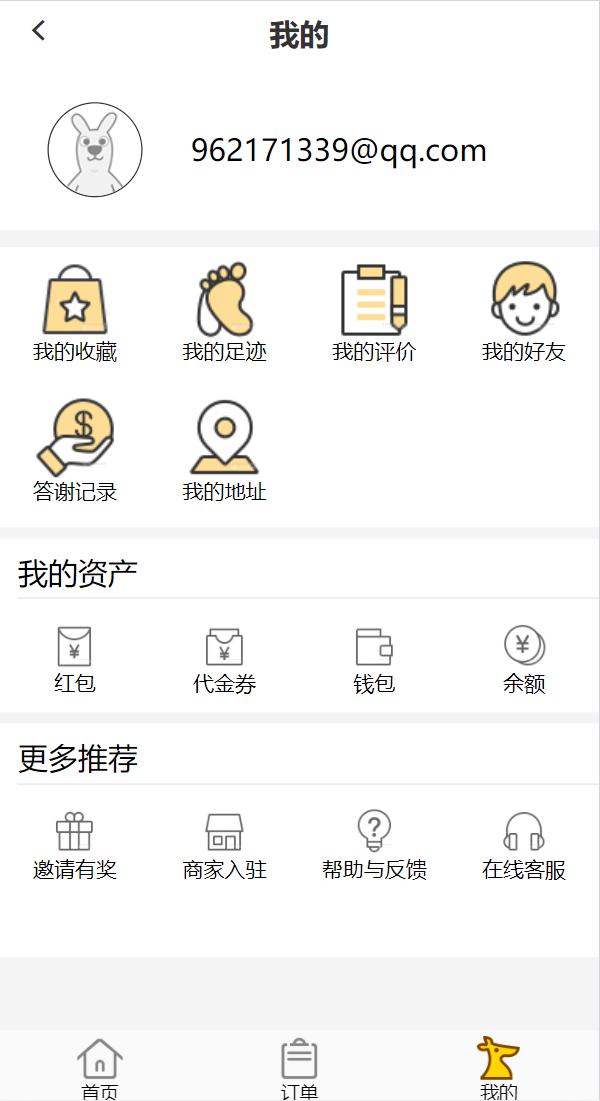 我的
962171339@qq.com
我的收藏 我的足迹 我的评价 我的好友
答谢记录 我的地址
我的资产
红包 代金券 钱包 余额
更多推荐
邀请有奖 商家入驻 帮助与反馈 在线客服
首页 订单 我的